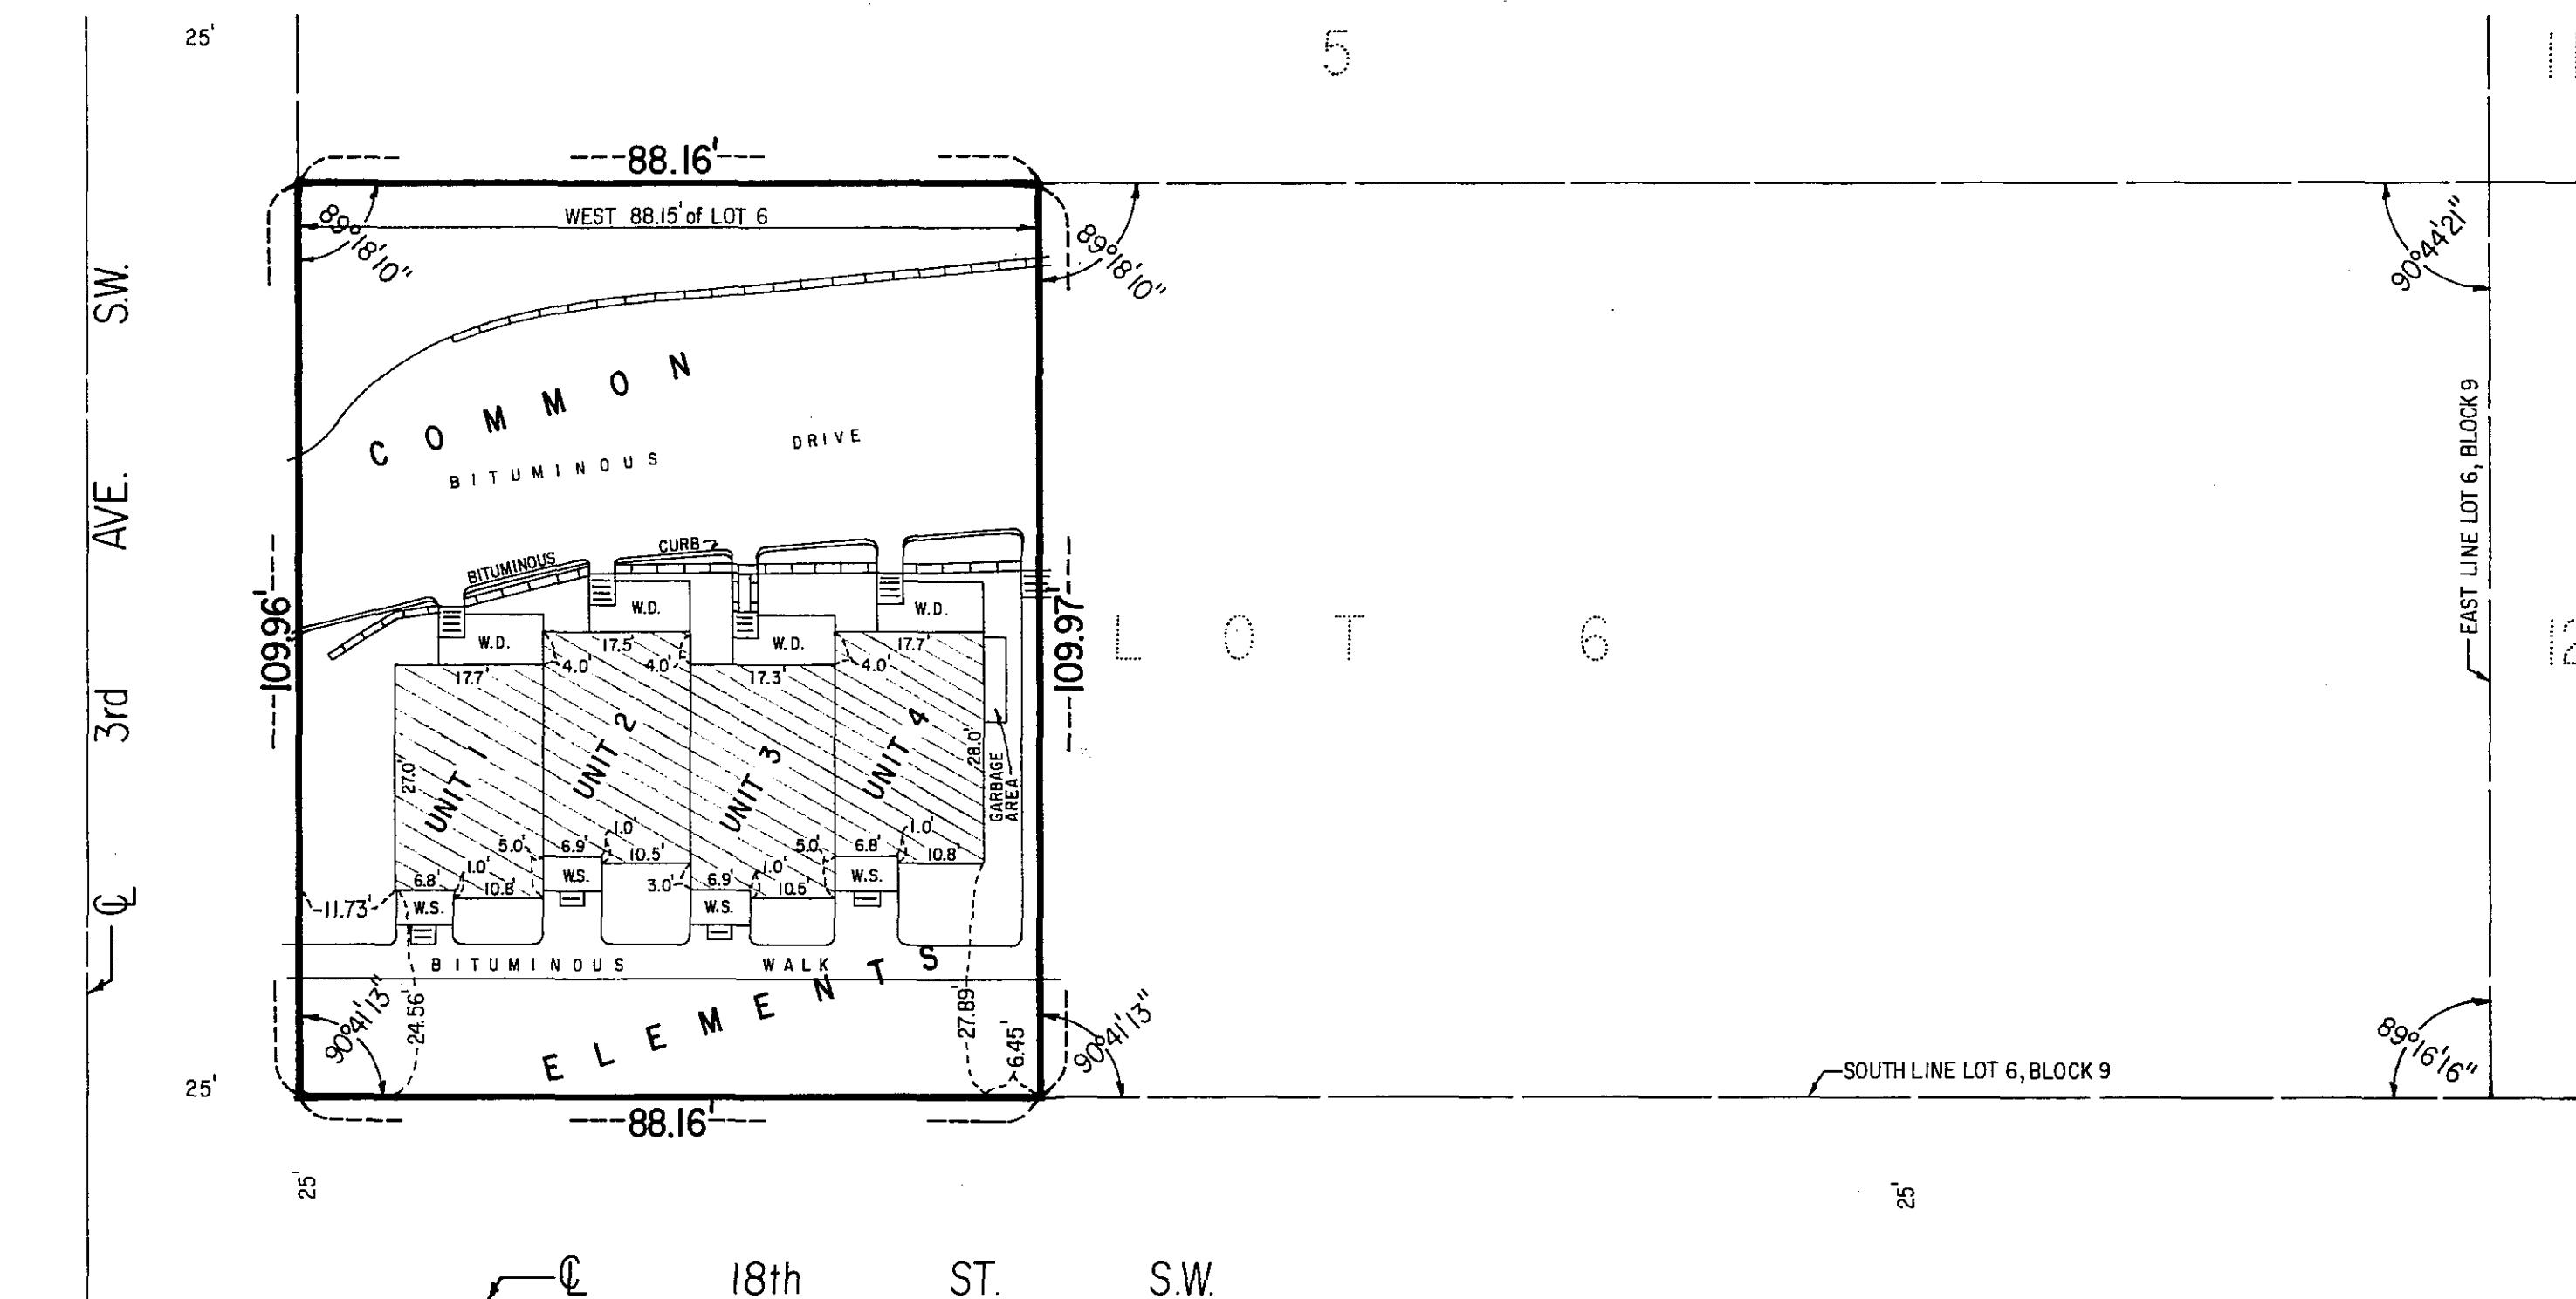 25'
5
88.16'
WEST 88.15' of LOT 6
89°18'10"
89°18'10"
90°44'21"
COMMON
BITUMINOUS DRIVE
3rd AVE. S.W.
℄
EAST LINE LOT 6, BLOCK 9
CURB
BITUMINOUS
109.96'
109.97'
LOT 6
12
W.D.
W.D.
W.D.
W.D.
17.5'
17.7'
4.0'
4.0'
4.0'
17.7'
17.3'
UNIT 1
UNIT 2
UNIT 3
UNIT 4
27.0'
28.0'
GARBAGE
AREA
5.0'
6.9'
1.0'
10.5'
5.0'
6.8'
1.0'
10.8'
6.8'
1.0'
10.8'
W.S.
3.0'
6.9'
1.0'
10.5'
W.S.
11.73'
W.S.
W.S.
BITUMINOUS WALK
ELEMENTS
90°41'13"
24.56'
27.89'
6.45'
90°41'13"
89°16'16"
SOUTH LINE LOT 6, BLOCK 9
25'
88.16'
25'
25'
℄ 18th ST. S.W.